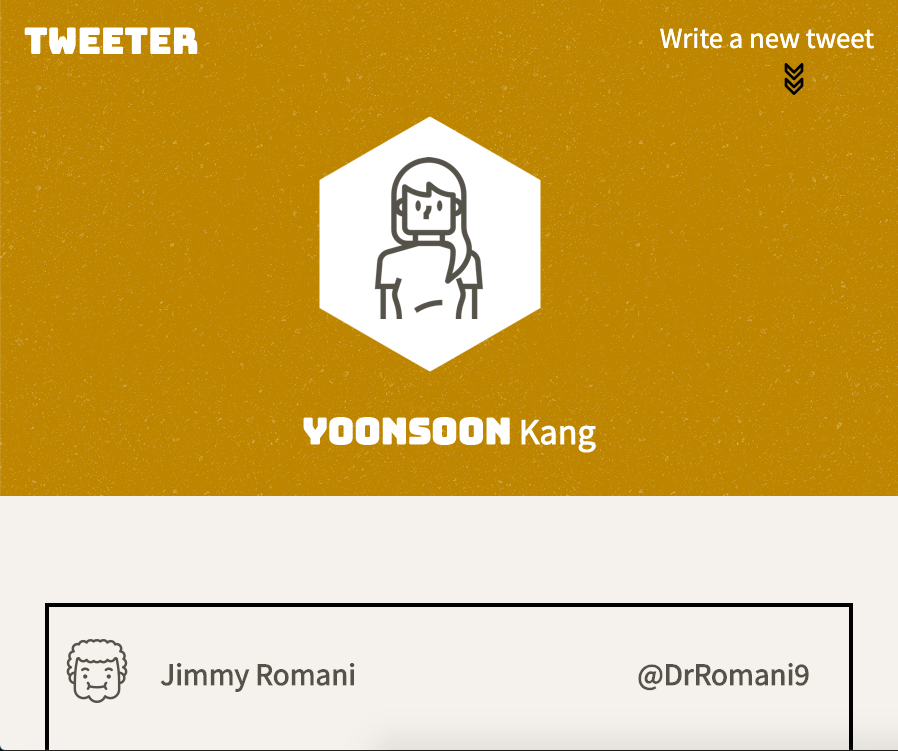 TWEETER
Write a new tweet
YOONSOON Kang
Jimmy Romani
@DrRomani9